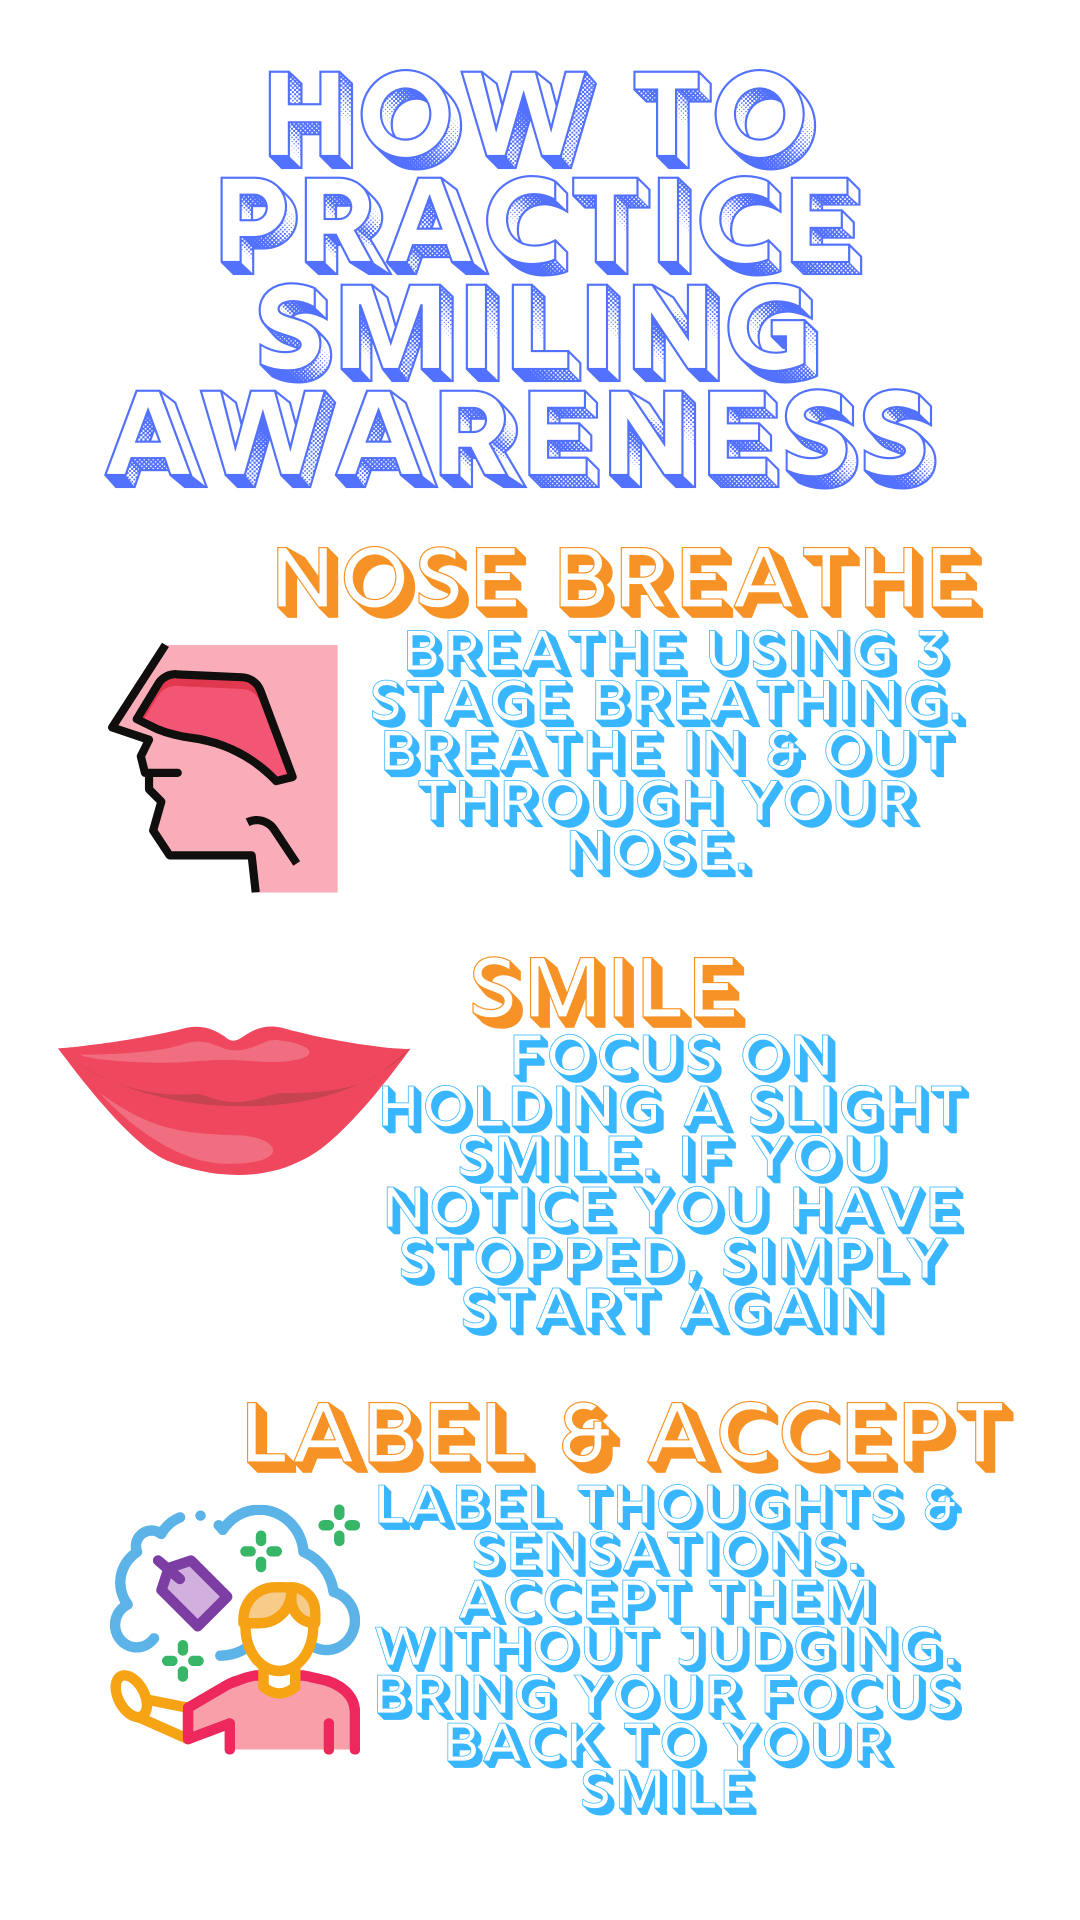 HOW TO
PRACTICE
SMILING
AWARENESS
NOSE BREATHE
BREATHE USING 3
STAGE BREATHING.
BREATHE IN & OUT
THROUGH YOUR
NOSE.
SMILE
FOCUS ON
HOLDING A SLIGHT
SMILE. IF YOU
NOTICE YOU HAVE
STOPPED, SIMPLY
START AGAIN
LABEL & ACCEPT
LABEL THOUGHTS &
SENSATIONS.
ACCEPT THEM
WITHOUT JUDGING.
BRING YOUR FOCUS
BACK TO YOUR
SMILE